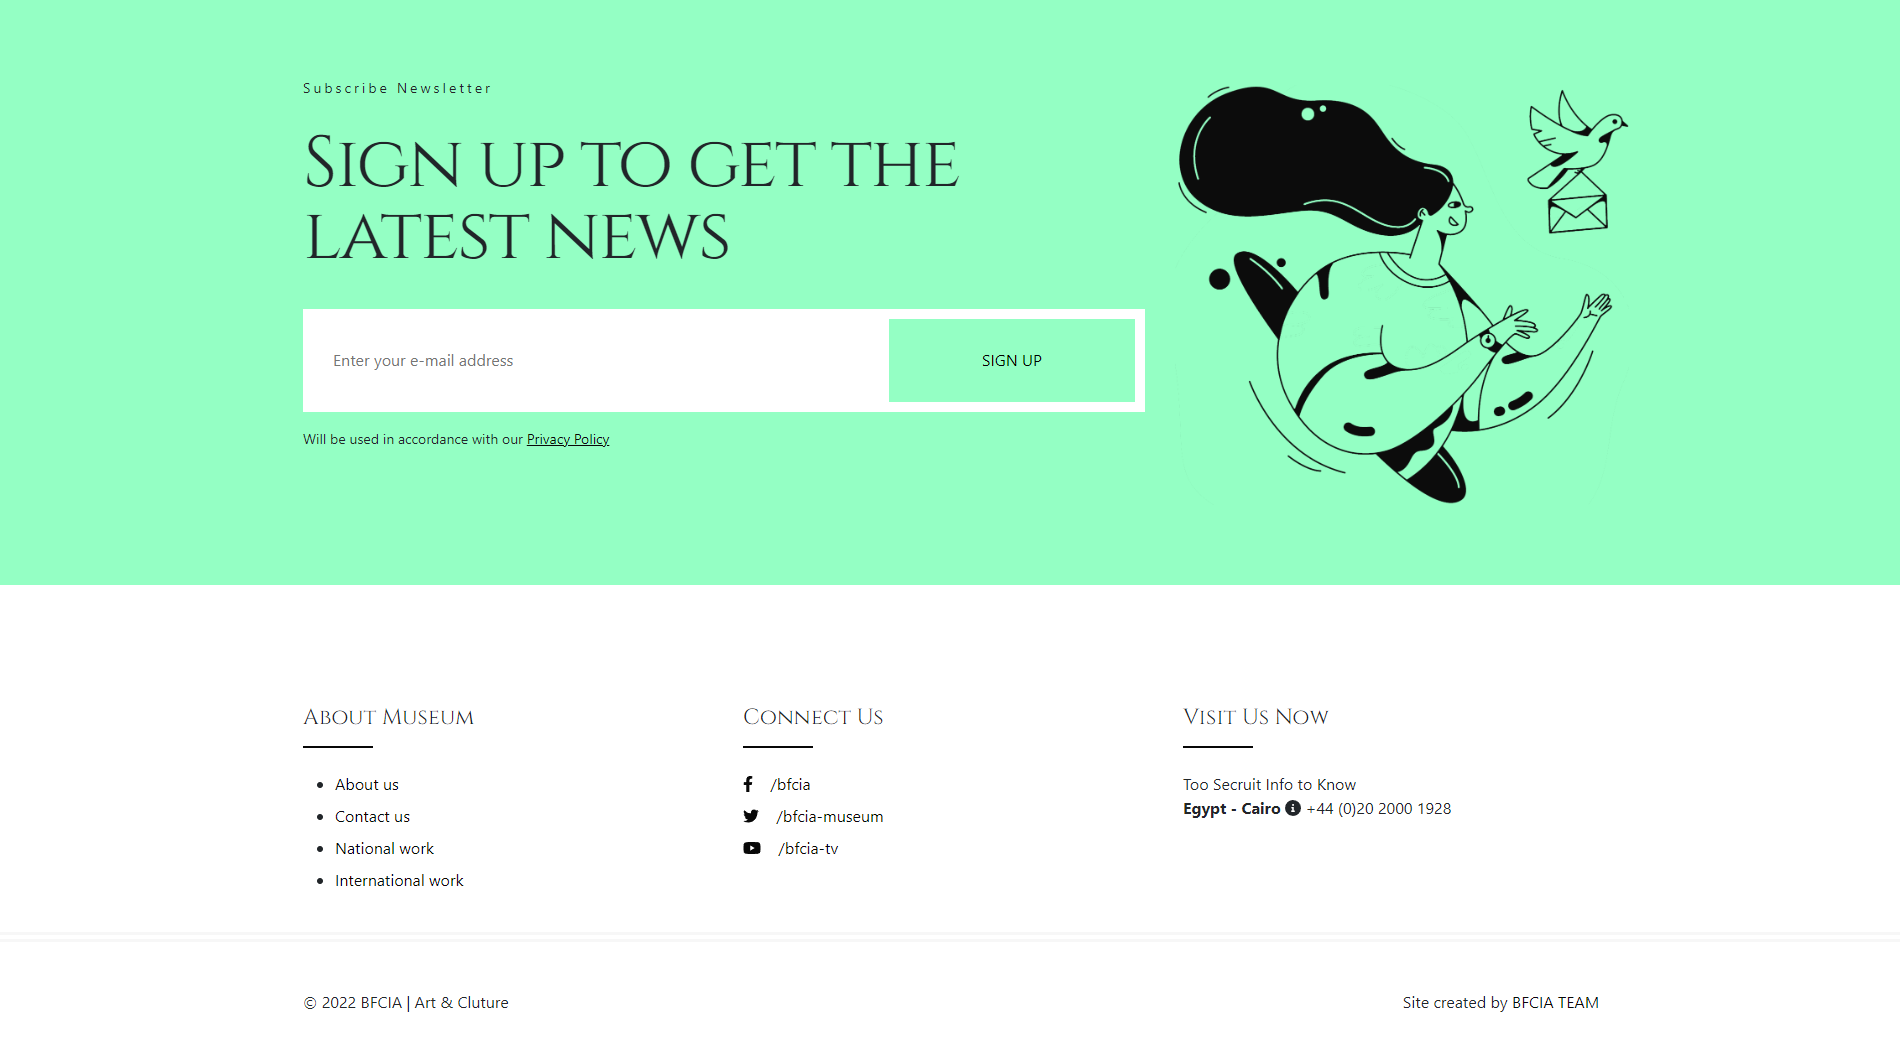 Subscribe Newsletter
Sign up to get the
latest news
Enter your e-mail address
SIGN UP
Will be used in accordance with our Privacy Policy
About Museum
About us
Contact us
National work
International work
Connect Us
/bfcia
/bfcia-museum
/bfcia-tv
Visit Us Now
Too Secruit Info to Know
Egypt - Cairo +44 (0)20 2000 1928
© 2022 BFCIA | Art & Cluture
Site created by BFCIA TEAM